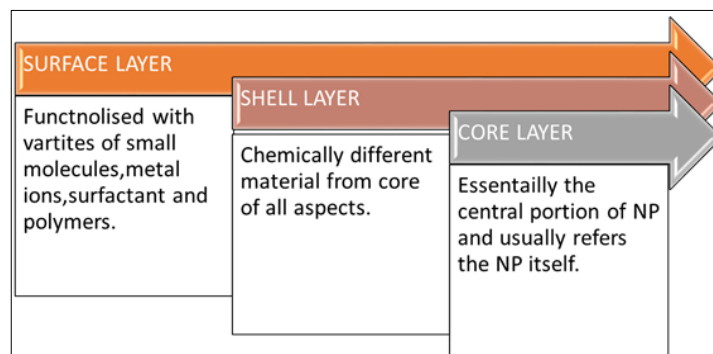 SURFACE LAYER
Functnolised with
vartites of small
molecules,metal
ions,surfactant and
polymers.
SHELL LAYER
Chemically different
material from core
of all aspects.
CORE LAYER
Essentailly the
central portion of NP
and usually refers
the NP itself.